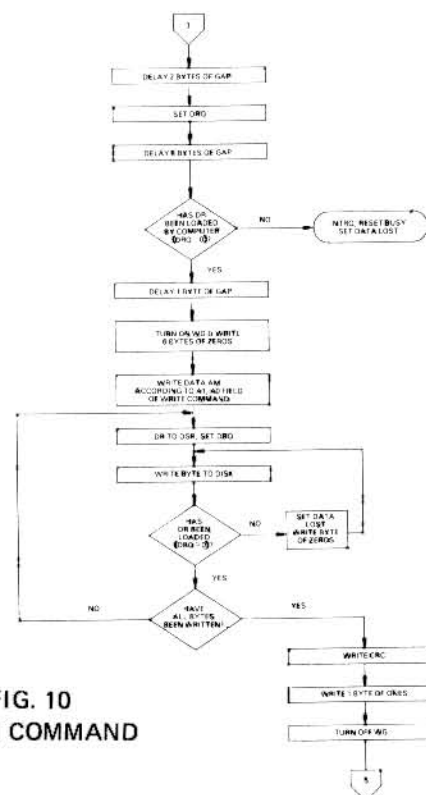 DELAY 2 BYTES OF GAP
SET DRQ
DELAY 8 BYTES OF GAP
HAS DR
BEEN LOADED
BY COMPUTER
(DRQ = 0)?
NO
INTRQ, RESET BUSY
SET DATA LOST
YES
DELAY 1 BYTE OF GAP
TURN ON WG & WRITE
6 BYTES OF ZEROS
WRITE DATA AM
ACCORDING TO A1, A0 FIELD
OF WRITE COMMAND
DR TO DSR, SET DRQ
WRITE BYTE TO DISK
HAS
DR BEEN
LOADED
(DRQ = 0)?
NO
SET DATA
LOST
WRITE BYTE
OF ZEROS
YES
HAVE
ALL BYTES
BEEN WRITTEN?
NO
YES
WRITE CRC
WRITE 1 BYTE OF ONES
TURN OFF WG
5
FIG. 10
COMMAND